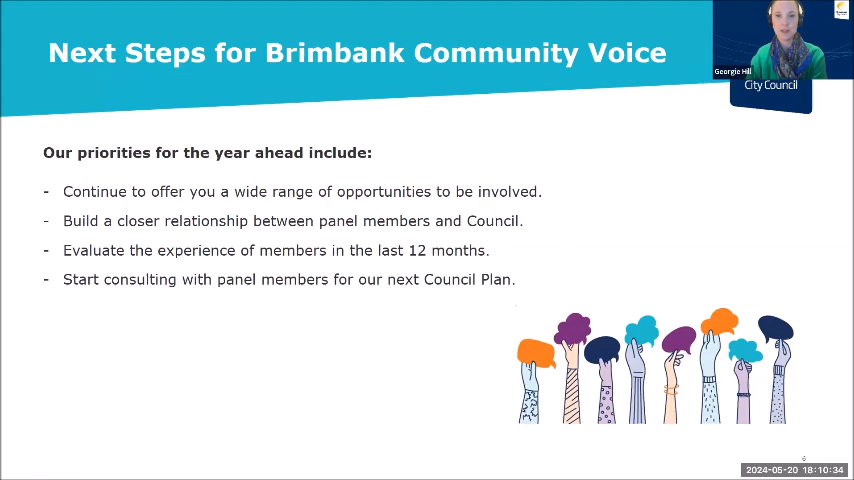 Next Steps for Brimbank Community Voice
Georgie Hill
City Council
Our priorities for the year ahead include:
- Continue to offer you a wide range of opportunities to be involved.
- Build a closer relationship between panel members and Council.
- Evaluate the experience of members in the last 12 months.
- Start consulting with panel members for our next Council Plan.
6
2024-05-20 18:10:34